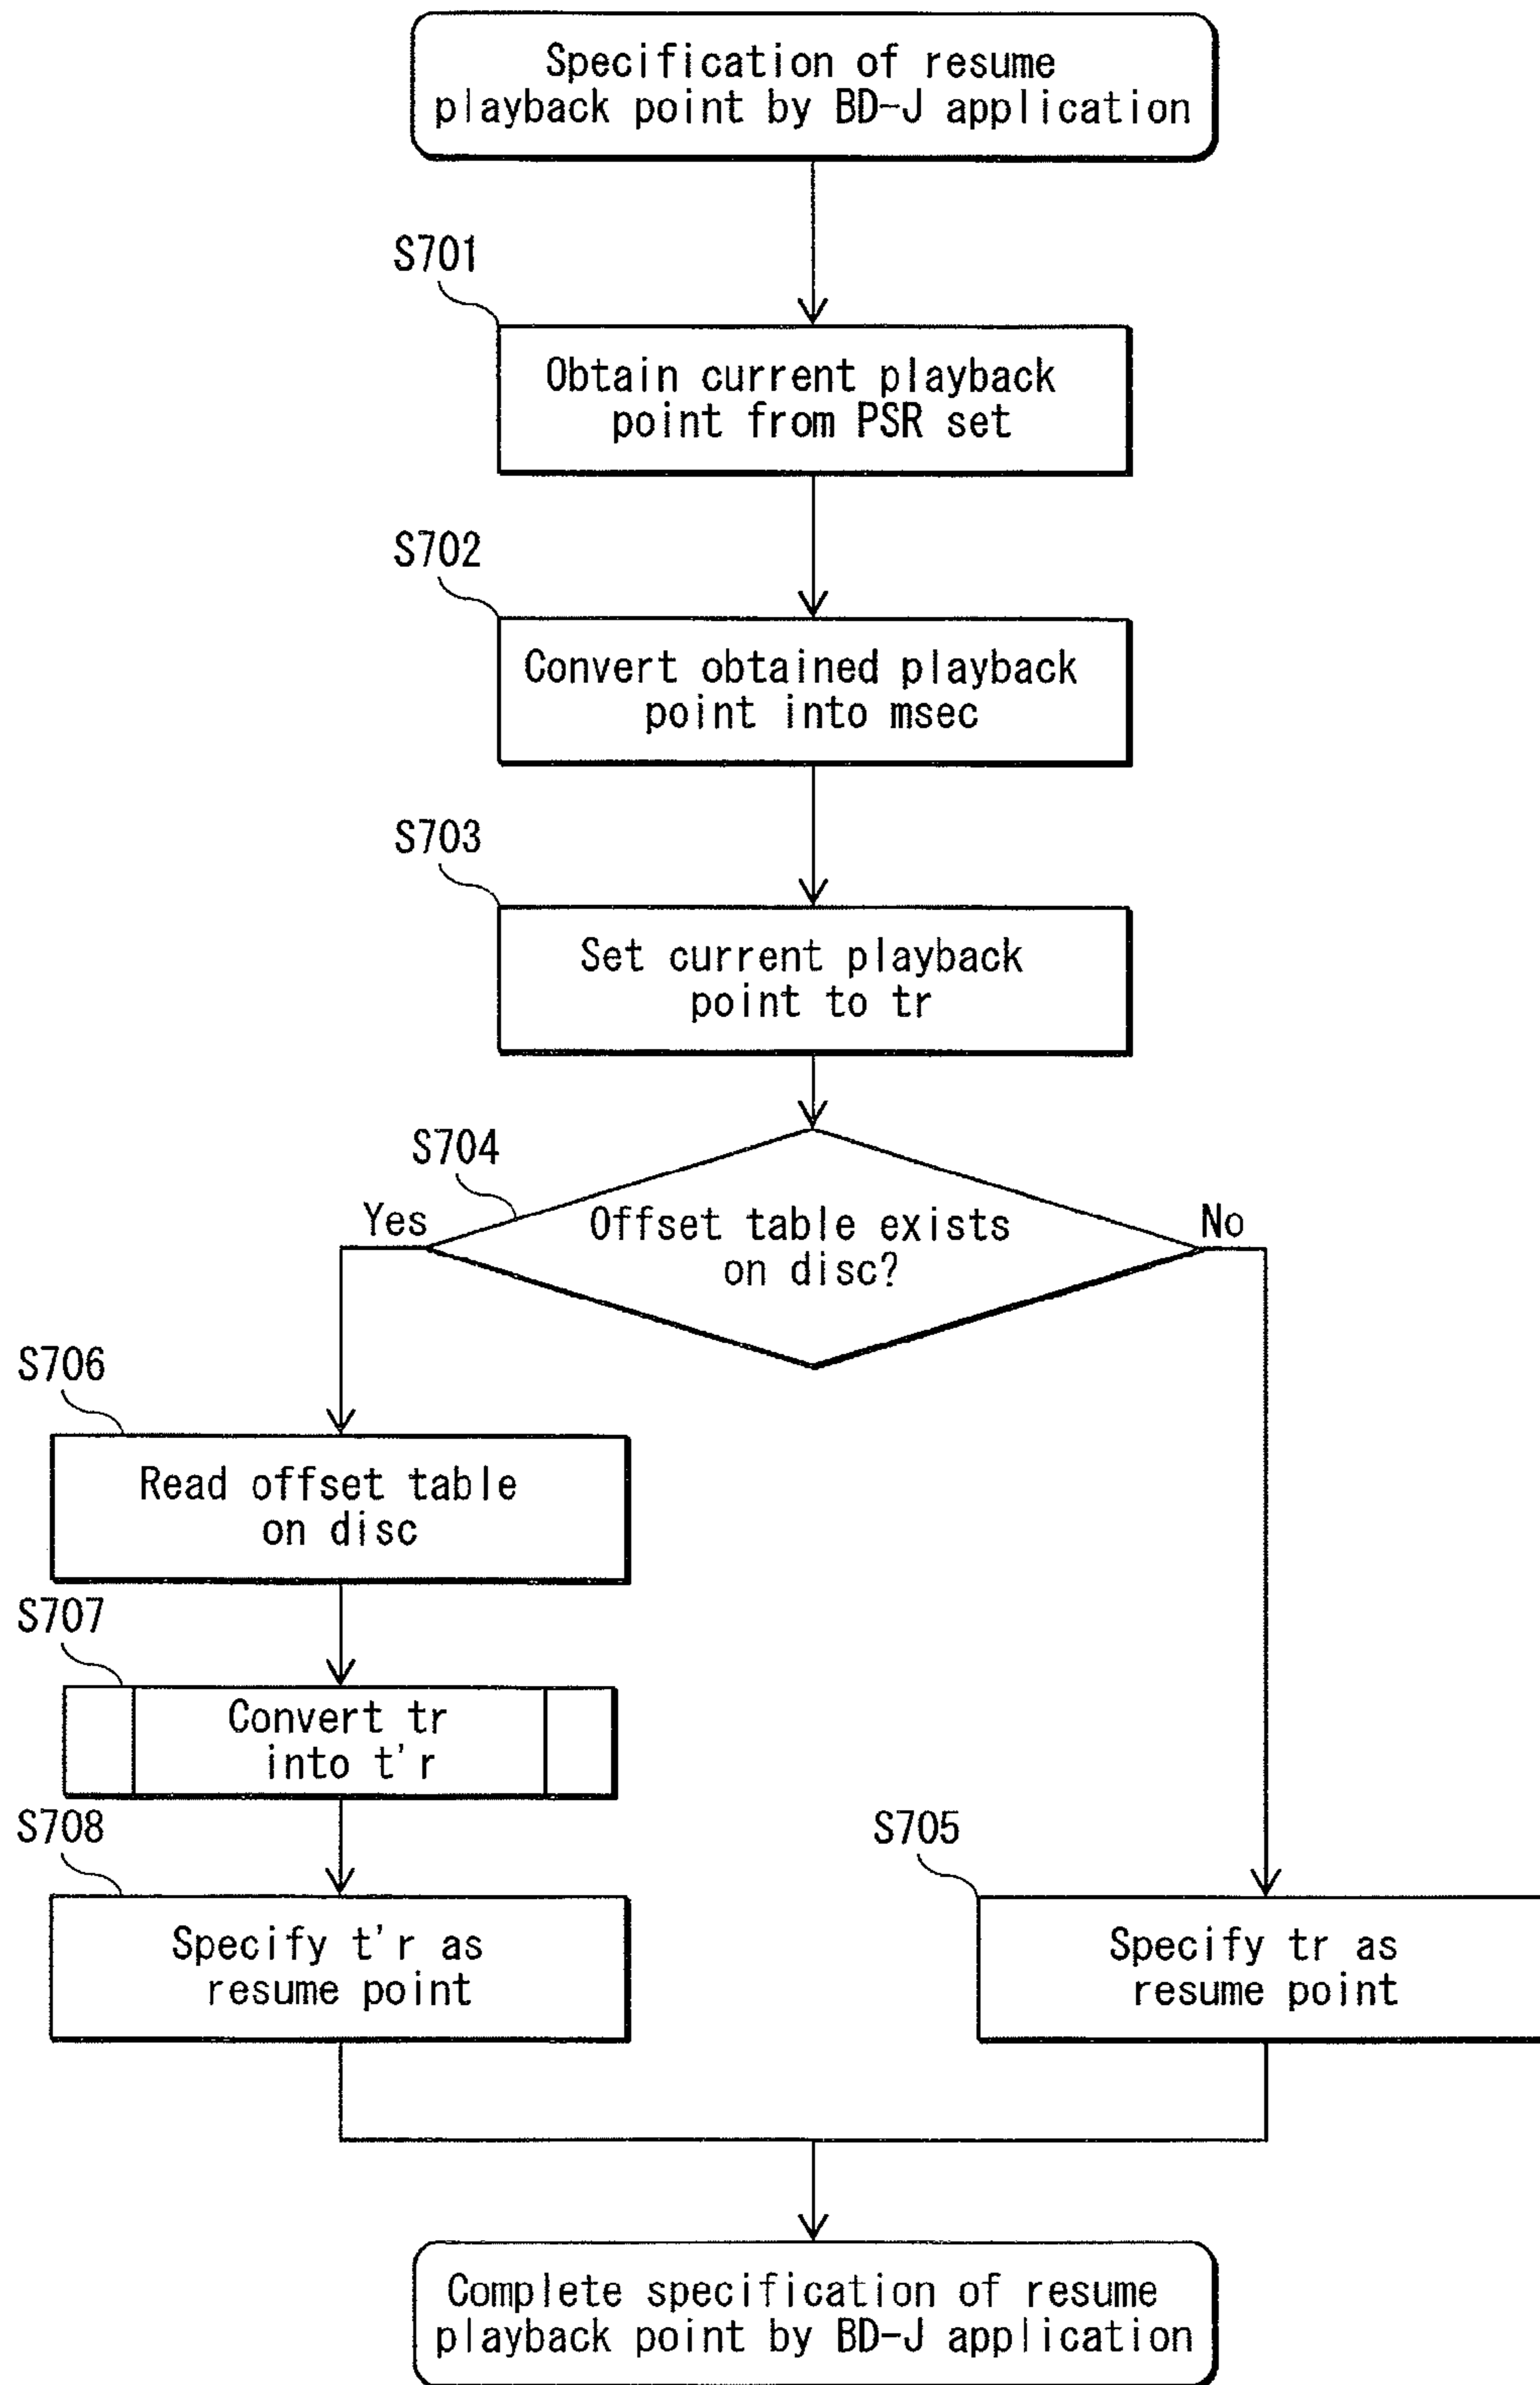 Specification of resume
playback point by BD-J application
S701
Obtain current playback
point from PSR set
S702
Convert obtained playback
point into msec
S703
Set current playback
point to tr
S704
Yes
Offset table exists
on disc?
No
S706
Read offset table
on disc
S707
Convert tr
into t'r
S708
Specify t'r as
resume point
S705
Specify tr as
resume point
Complete specification of resume
playback point by BD-J application